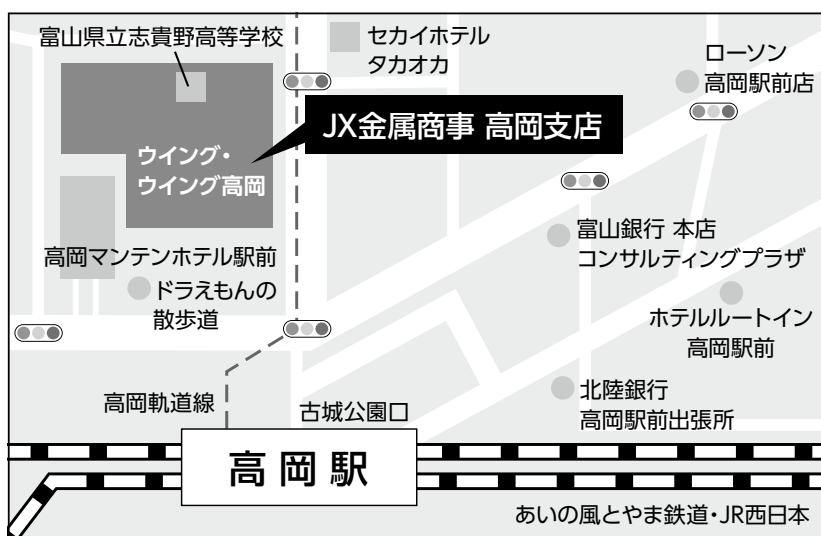 富山県立志貴野高等学校
セカイホテル
タカオカ
ローソン
高岡駅前店
JX金属商事 高岡支店
ウイング・
ウイング高岡
富山銀行 本店
コンサルティングプラザ
高岡マンテンホテル駅前
ドラえもんの
散歩道
ホテルルートイン
高岡駅前
高岡軌道線
古城公園口
北陸銀行
高岡駅前出張所
高岡駅
あいの風とやま鉄道・JR西日本